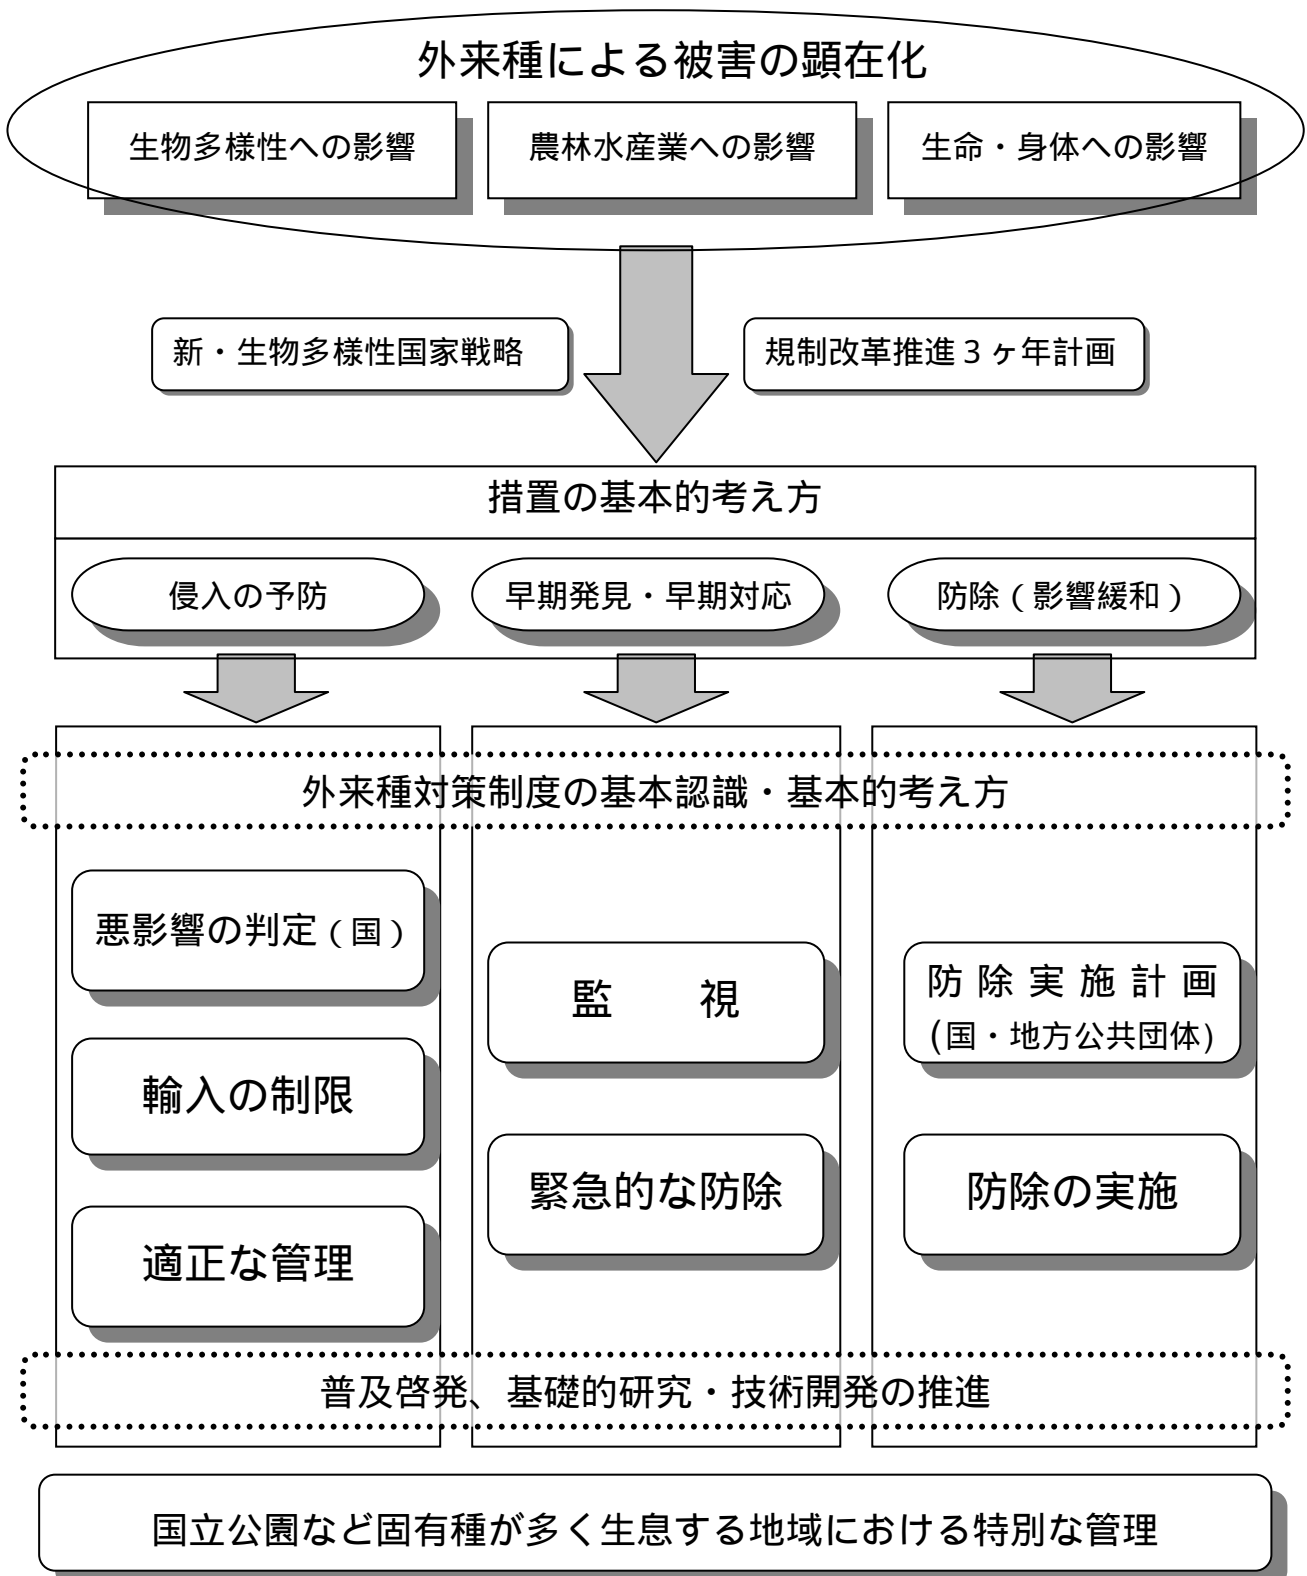 外来種による被害の顕在化
生物多様性への影響
農林水産業への影響
生命・身体への影響
新・生物多様性国家戦略
規制改革推進３ヶ年計画
措置の基本的考え方
侵入の予防
早期発見・早期対応
防除（影響緩和）
外来種対策制度の基本認識・基本的考え方
悪影響の判定（国）
輸入の制限
適正な管理
監　　視
緊急的な防除
防 除 実 施 計 画
(国・地方公共団体)
防除の実施
普及啓発、基礎的研究・技術開発の推進
国立公園など固有種が多く生息する地域における特別な管理